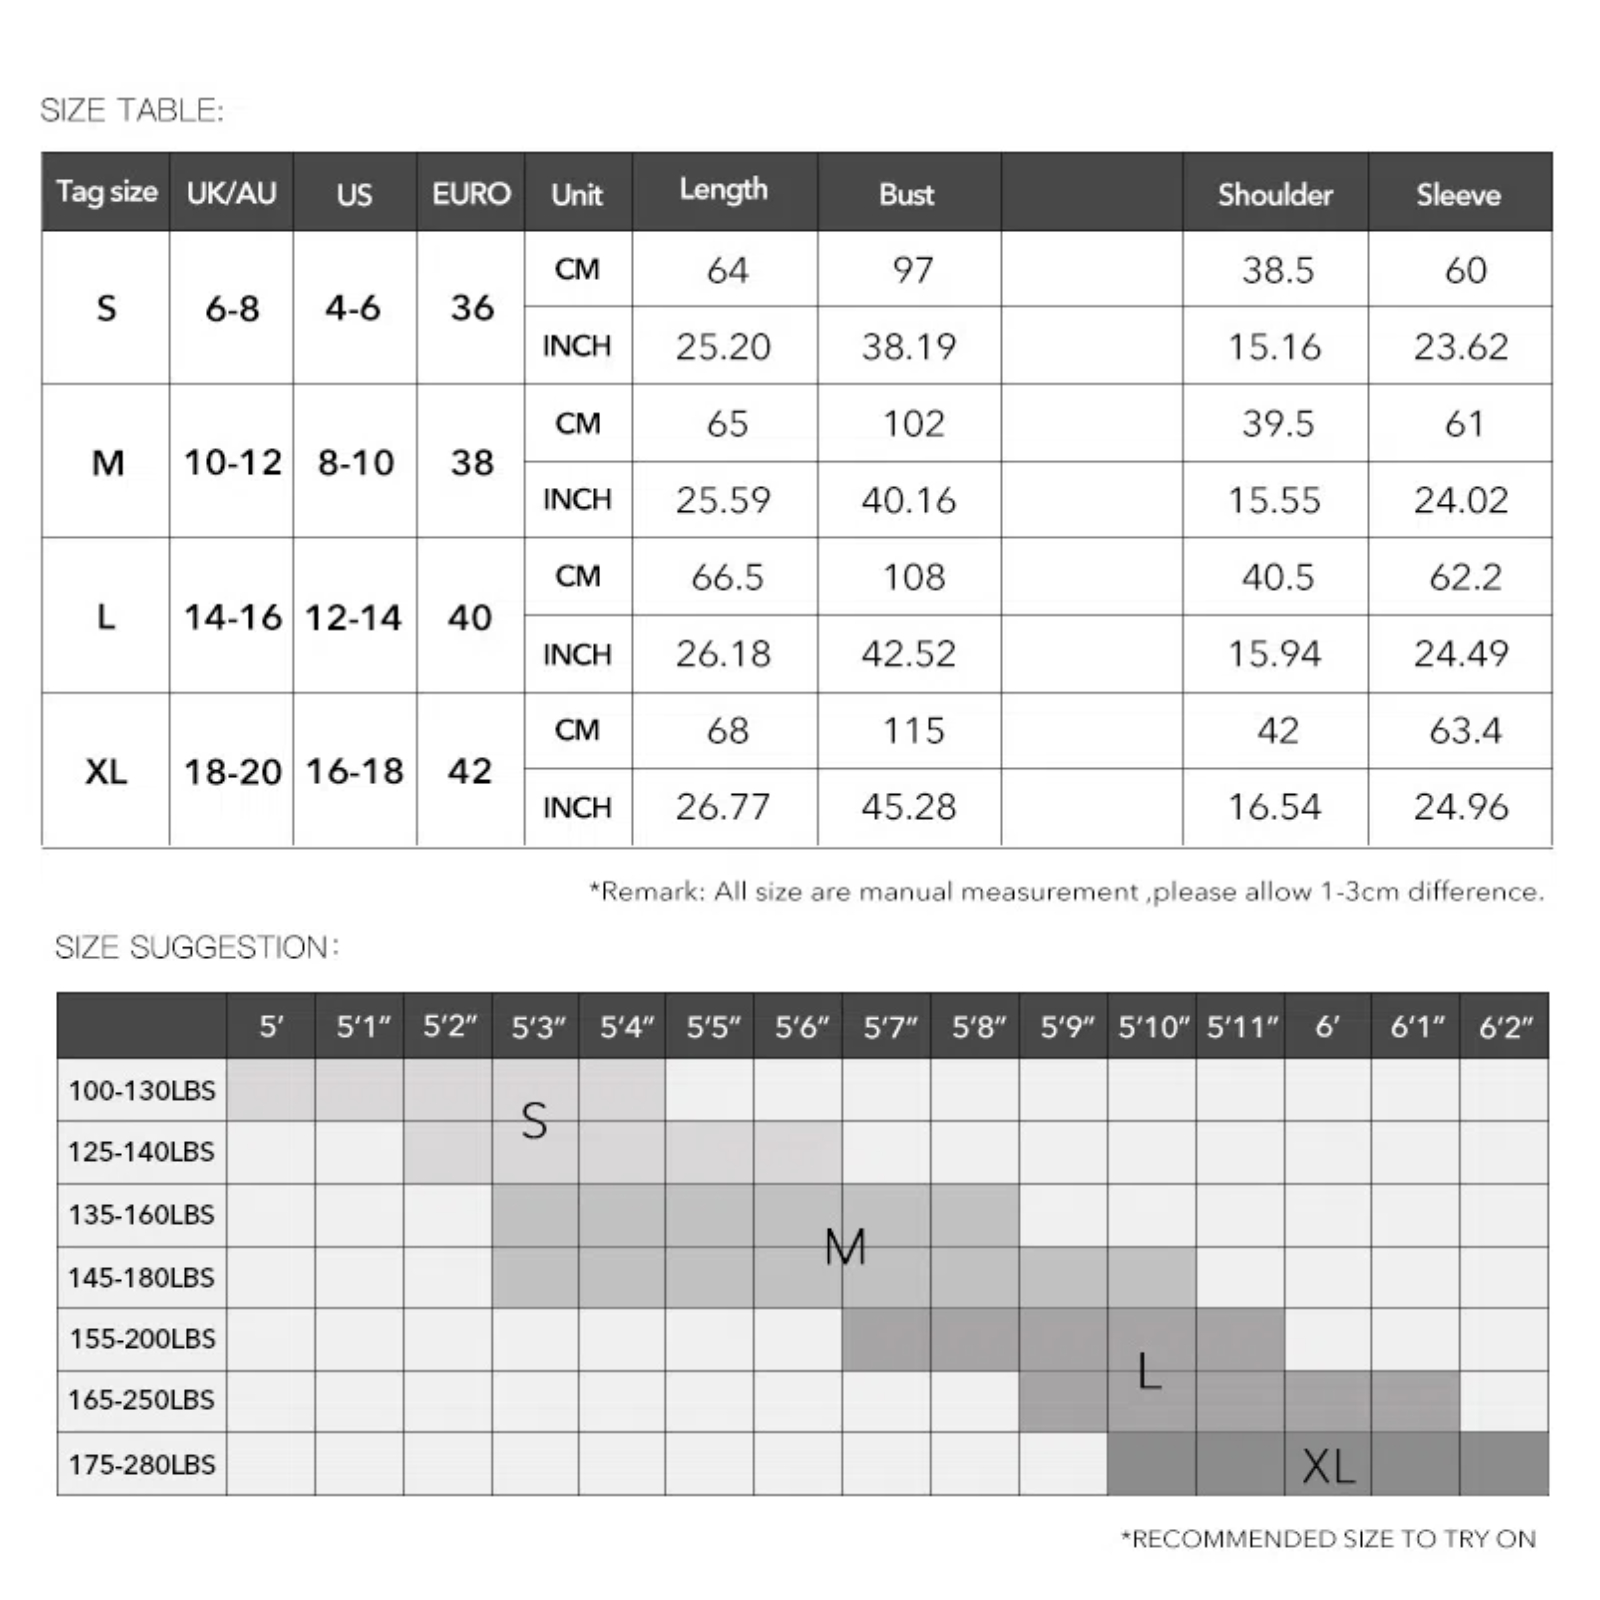 SIZE TABLE:
Tag size UK/AU US EURO Unit Length Bust Shoulder Sleeve
S 6-8 4-6 36 CM 64 97 38.5 60
INCH 25.20 38.19 15.16 23.62
M 10-12 8-10 38 CM 65 102 39.5 61
INCH 25.59 40.16 15.55 24.02
L 14-16 12-14 40 CM 66.5 108 40.5 62.2
INCH 26.18 42.52 15.94 24.49
XL 18-20 16-18 42 CM 68 115 42 63.4
INCH 26.77 45.28 16.54 24.96
*Remark: All size are manual measurement ,please allow 1-3cm difference.
SIZE SUGGESTION:
5' 5'1" 5'2" 5'3" 5'4" 5'5" 5'6" 5'7" 5'8" 5'9" 5'10" 5'11" 6' 6'1" 6'2"
100-130LBS
S
125-140LBS
135-160LBS
M
145-180LBS
155-200LBS
L
165-250LBS
175-280LBS XL
*RECOMMENDED SIZE TO TRY ON